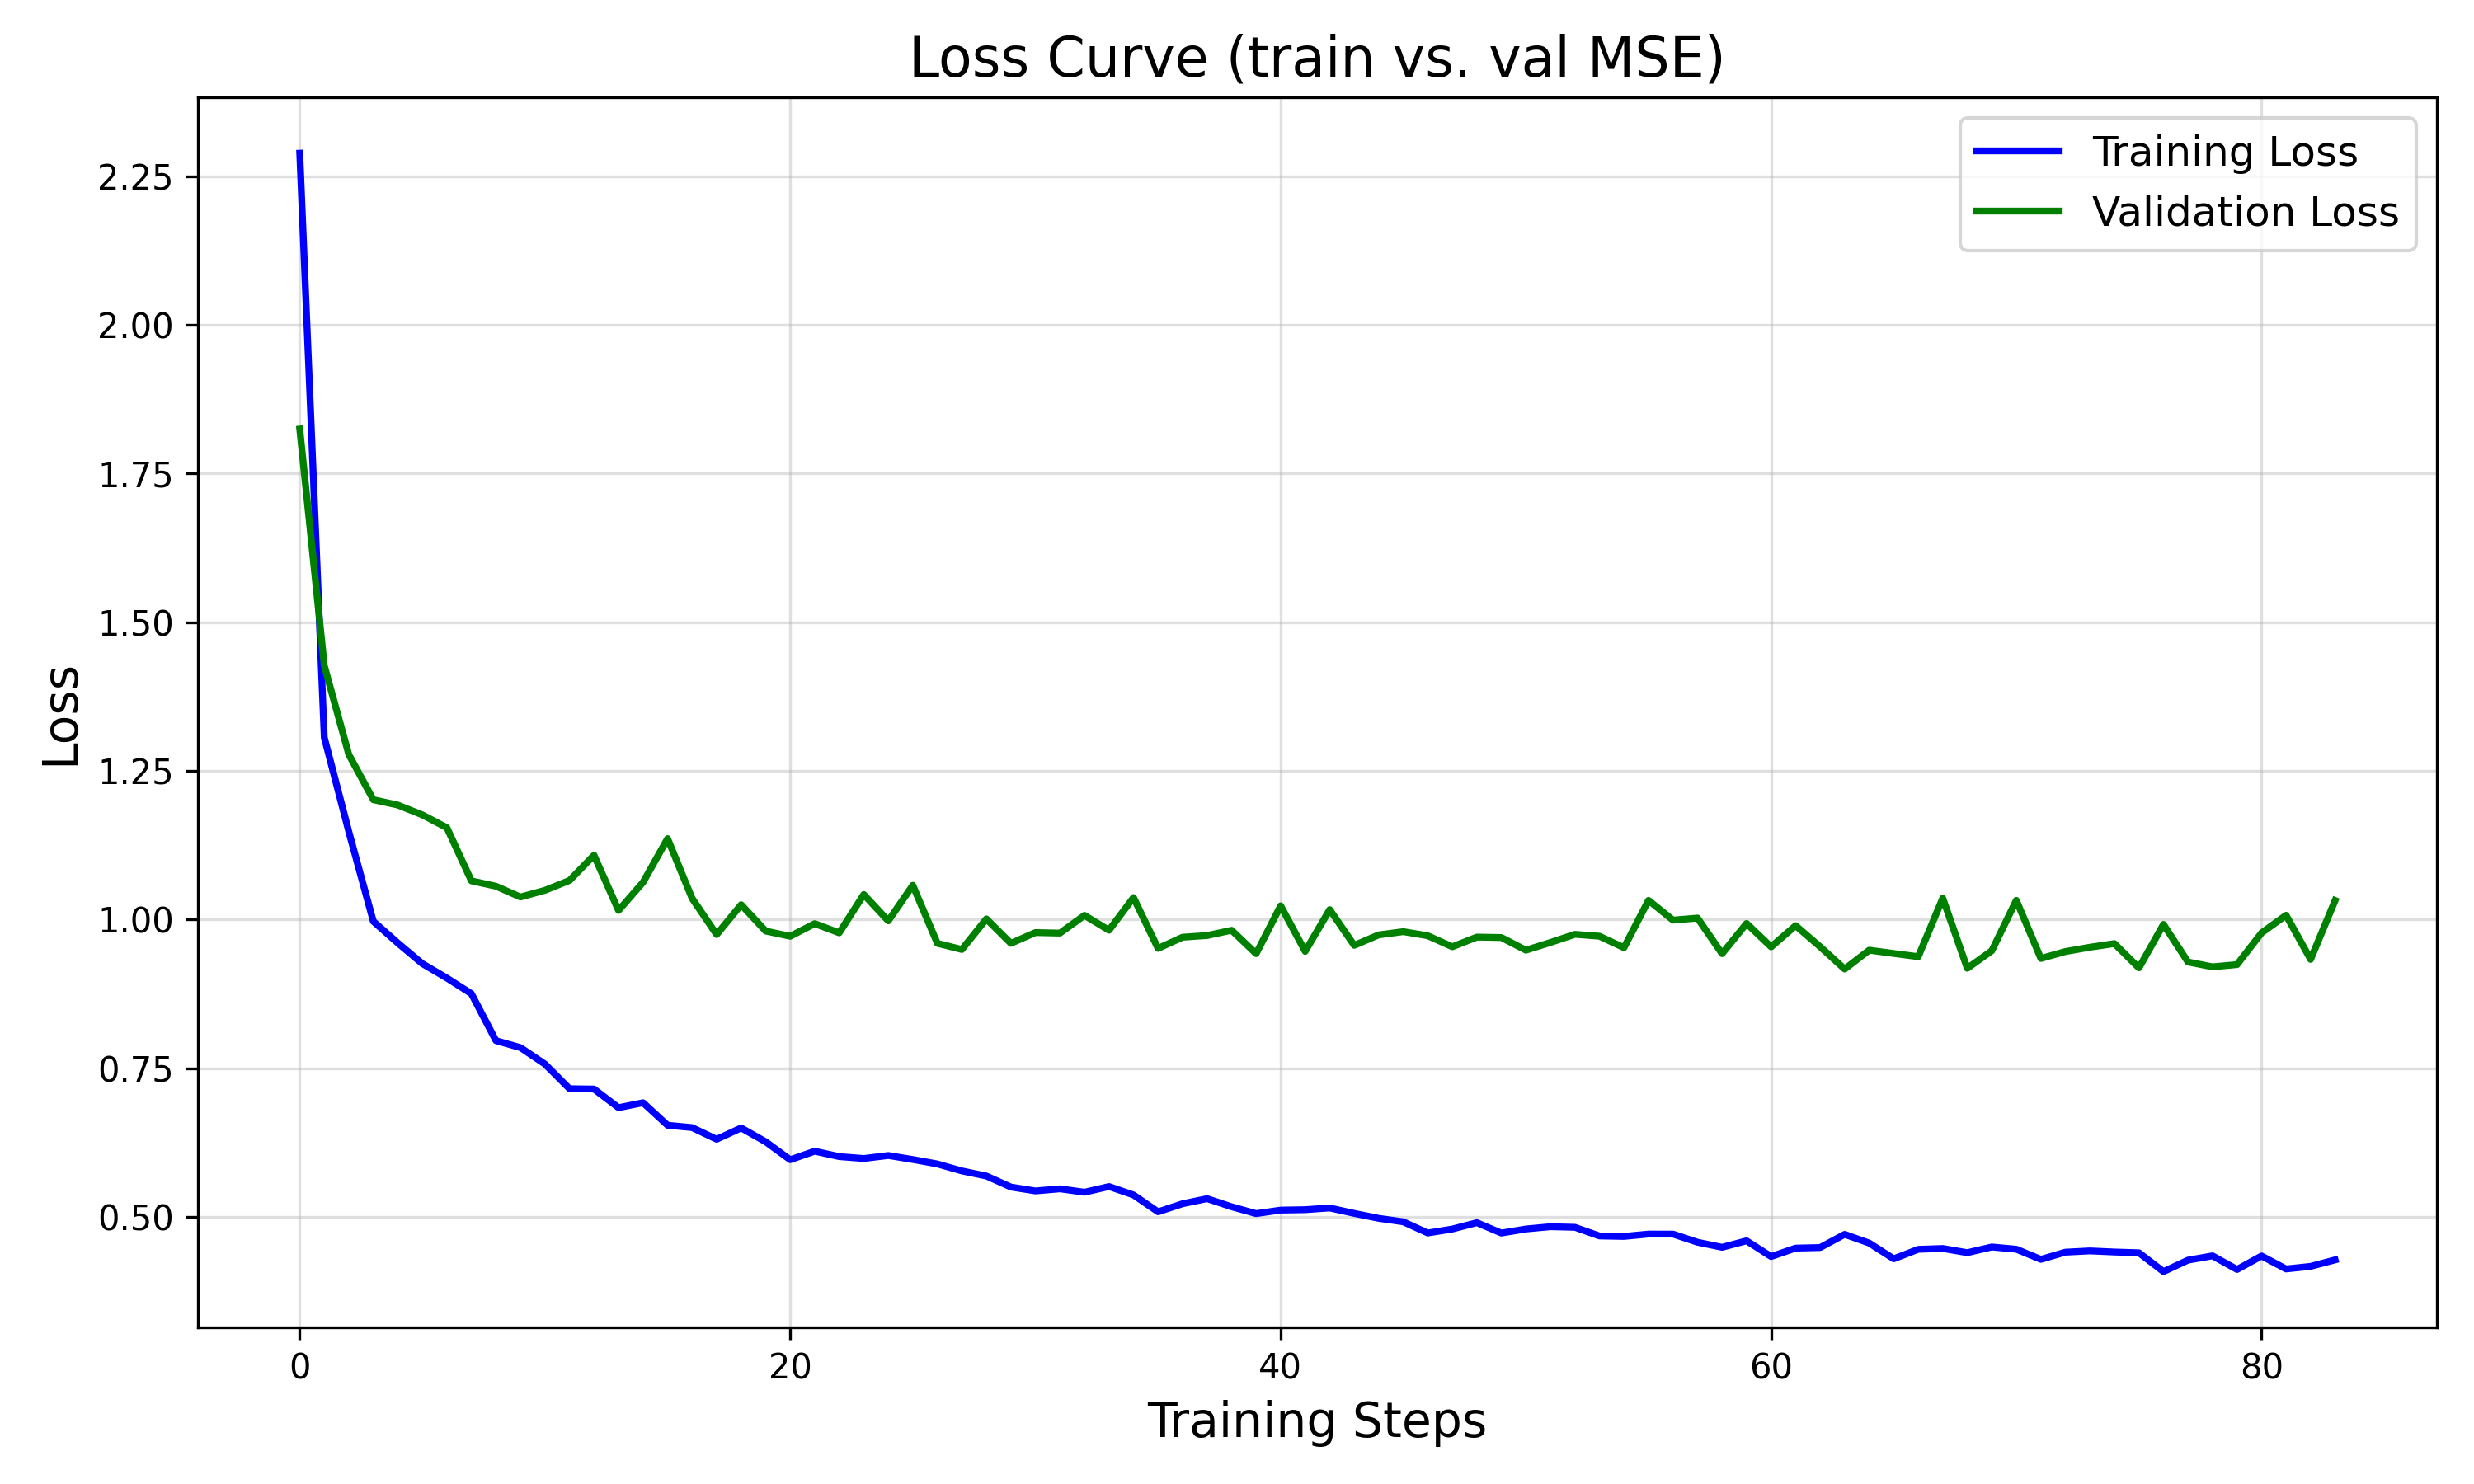 Loss Curve (train vs. val MSE)
Training Loss
Validation Loss
2.25
2.00
1.75
1.50
1.25
1.00
0.75
0.50
Loss
0 20 40 60 80
Training Steps